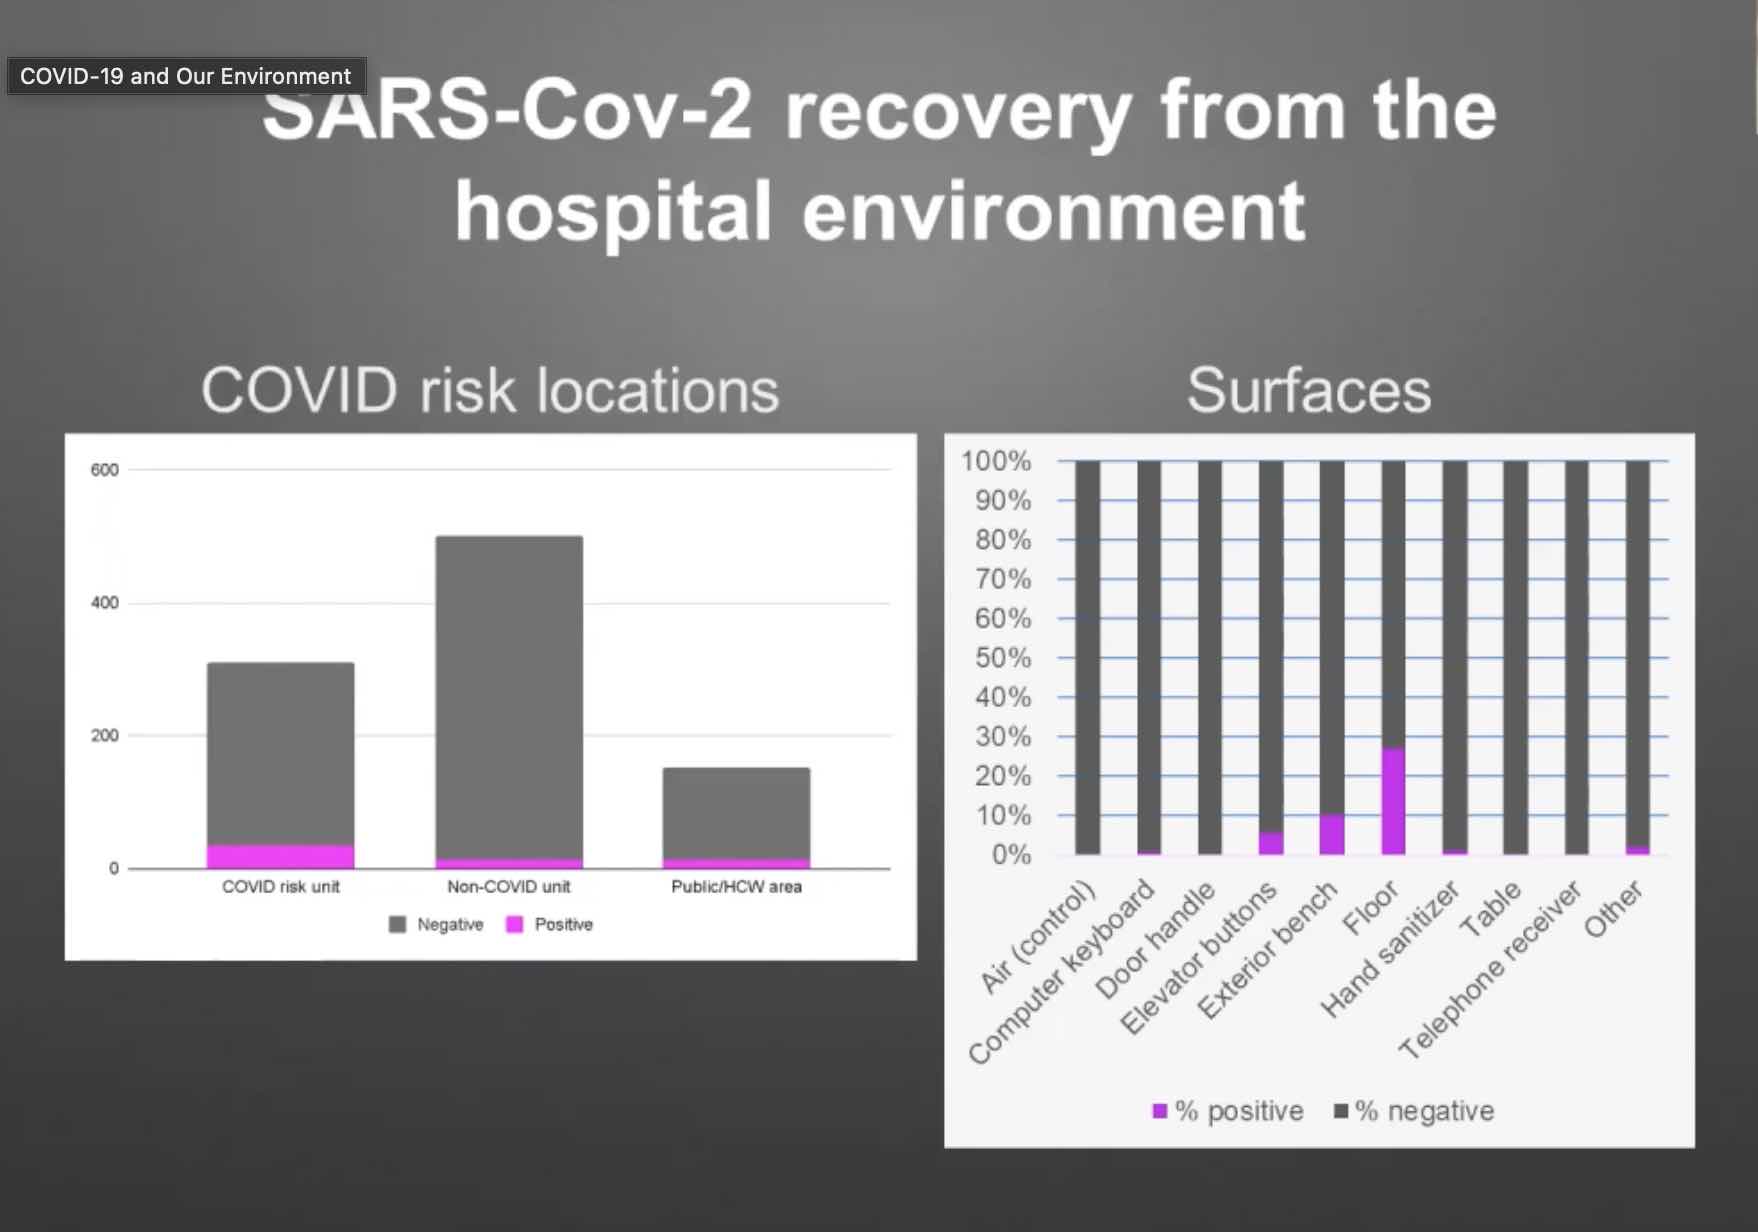 COVID-19 and Our Environment
SARS-Cov-2 recovery from the
hospital environment
COVID risk locations
600
400
200
0
COVID risk unit
Non-COVID unit
Public/HCW area
Negative
Positive
Surfaces
100%
90%
80%
70%
60%
50%
40%
30%
20%
10%
0%
Air (control)
Computer keyboard
Door handle
Elevator buttons
Exterior bench
Floor
Hand sanitizer
Table
Telephone receiver
Other
% positive
% negative